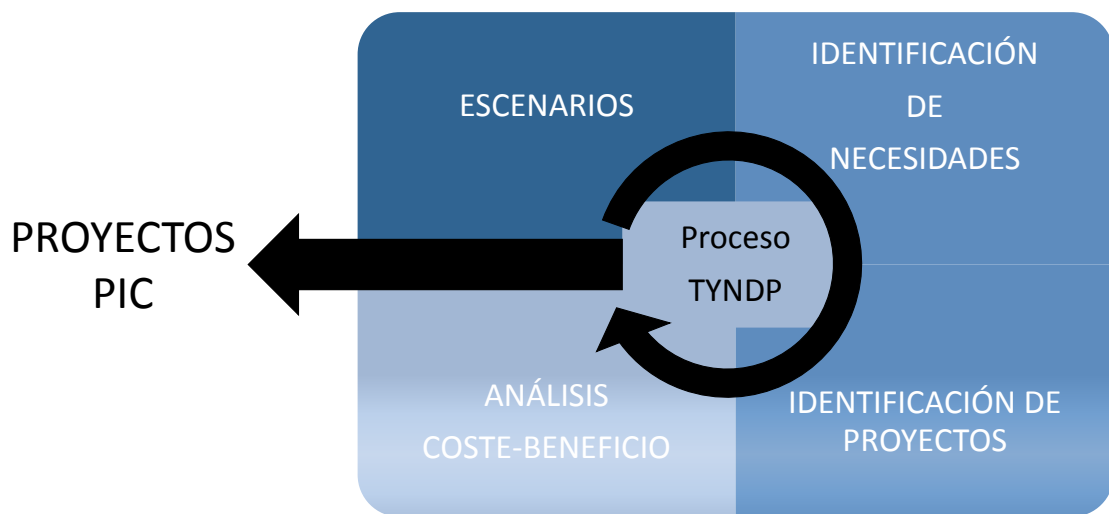 ESCENARIOS
IDENTIFICACIÓN
DE
NECESIDADES
PROYECTOS
PIC
Proceso
TYNDP
ANÁLISIS
COSTE-BENEFICIO
IDENTIFICACIÓN DE
PROYECTOS